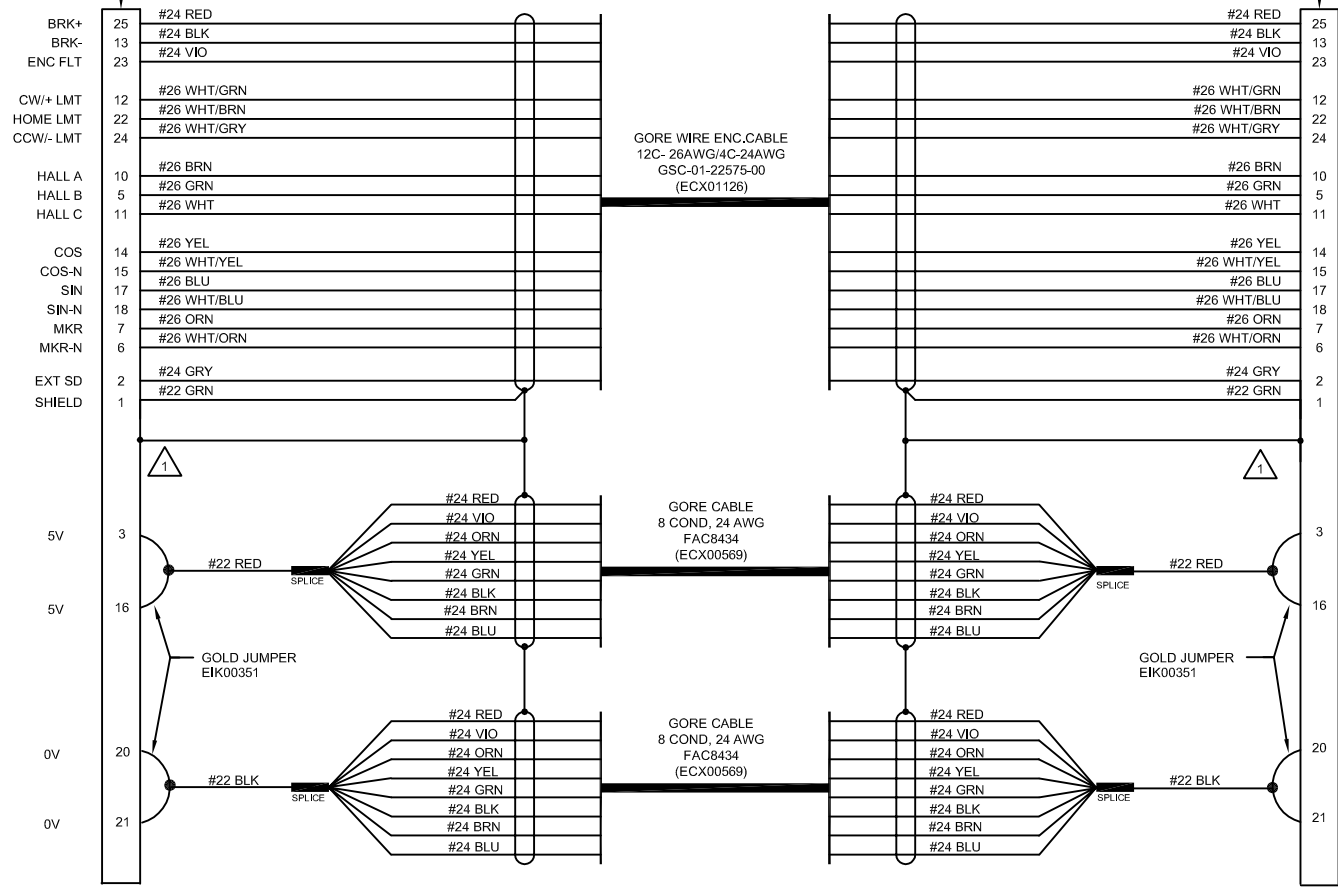 BRK+ 25 #24 RED #24 RED 25
BRK- 13 #24 BLK #24 BLK 13
ENC FLT 23 #24 VIO #24 VIO 23
CW/+ LMT 12 #26 WHT/GRN #26 WHT/GRN 12
HOME LMT 22 #26 WHT/BRN #26 WHT/BRN 22
CCW/- LMT 24 #26 WHT/GRY #26 WHT/GRY 24
GORE WIRE ENC.CABLE
12C- 26AWG/4C-24AWG
GSC-01-22575-00
(ECX01126)
HALL A 10 #26 BRN #26 BRN 10
HALL B 5 #26 GRN #26 GRN 5
HALL C 11 #26 WHT #26 WHT 11
COS 14 #26 YEL #26 YEL 14
COS-N 15 #26 WHT/YEL #26 WHT/YEL 15
SIN 17 #26 BLU #26 BLU 17
SIN-N 18 #26 WHT/BLU #26 WHT/BLU 18
MKR 7 #26 ORN #26 ORN 7
MKR-N 6 #26 WHT/ORN #26 WHT/ORN 6
EXT SD 2 #24 GRY #24 GRY 2
SHIELD 1 #22 GRN #22 GRN 1
1 1
5V 3
#22 RED
SPLICE
5V 16
#24 RED
#24 VIO
#24 ORN
#24 YEL
#24 GRN
#24 BLK
#24 BRN
#24 BLU
GORE CABLE
8 COND, 24 AWG
FAC8434
(ECX00569)
#24 RED
#24 VIO
#24 ORN
#24 YEL
#24 GRN
#24 BLK
#24 BRN
#24 BLU
SPLICE
#22 RED
3
16
GOLD JUMPER
EIK00351
GOLD JUMPER
EIK00351
0V 20
#22 BLK
SPLICE
0V 21
#24 RED
#24 VIO
#24 ORN
#24 YEL
#24 GRN
#24 BLK
#24 BRN
#24 BLU
GORE CABLE
8 COND, 24 AWG
FAC8434
(ECX00569)
#24 RED
#24 VIO
#24 ORN
#24 YEL
#24 GRN
#24 BLK
#24 BRN
#24 BLU
SPLICE
#22 BLK
20
21